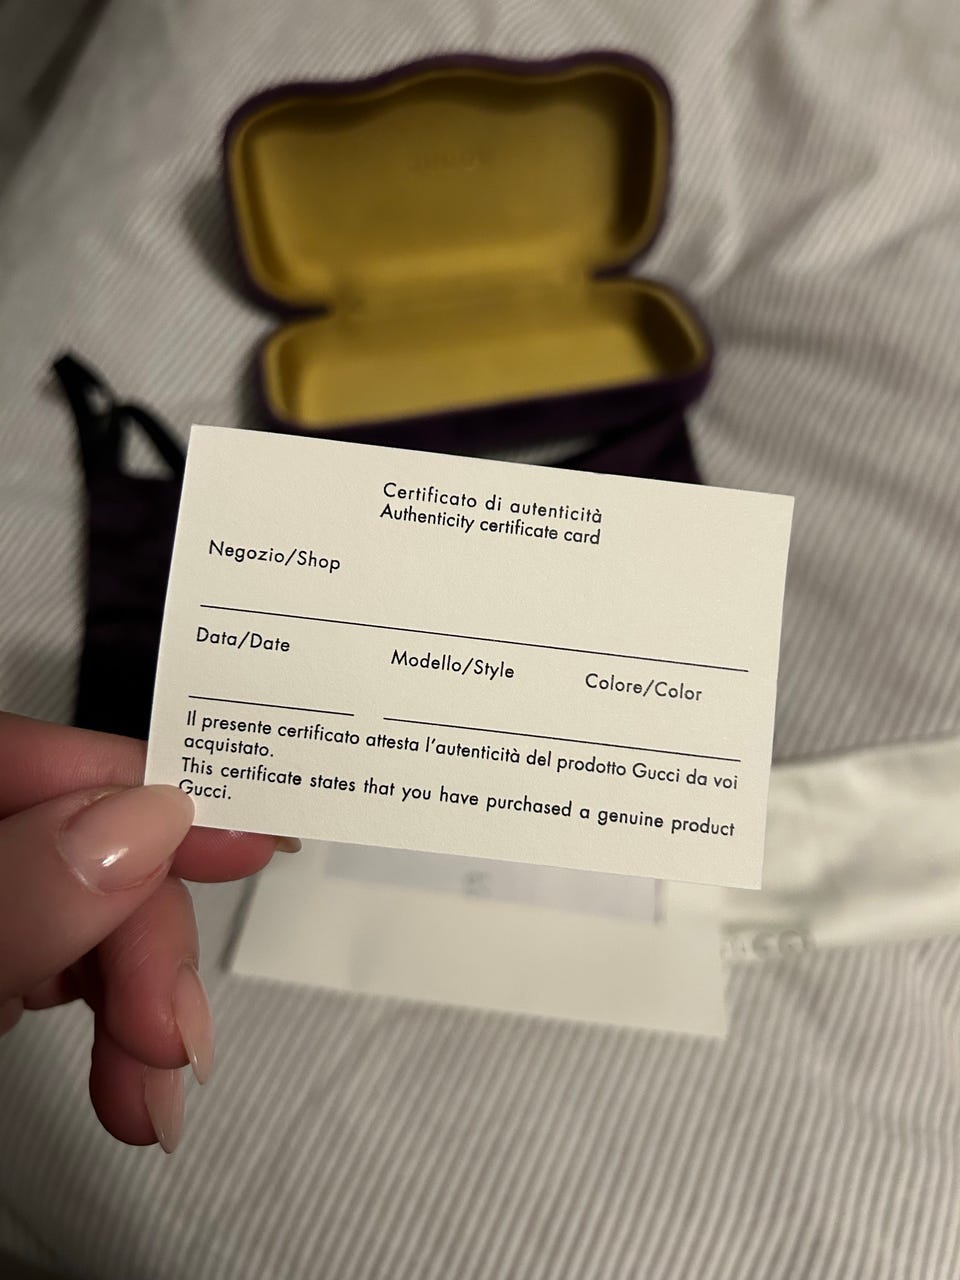 Certificato di autenticità
Authenticity certificate card
Negozio/Shop
Data/Date Modello/Style Colore/Color
Il presente certificato attesta l'autenticità del prodotto Gucci da voi
acquistato.
This certificate states that you have purchased a genuine product
Gucci.